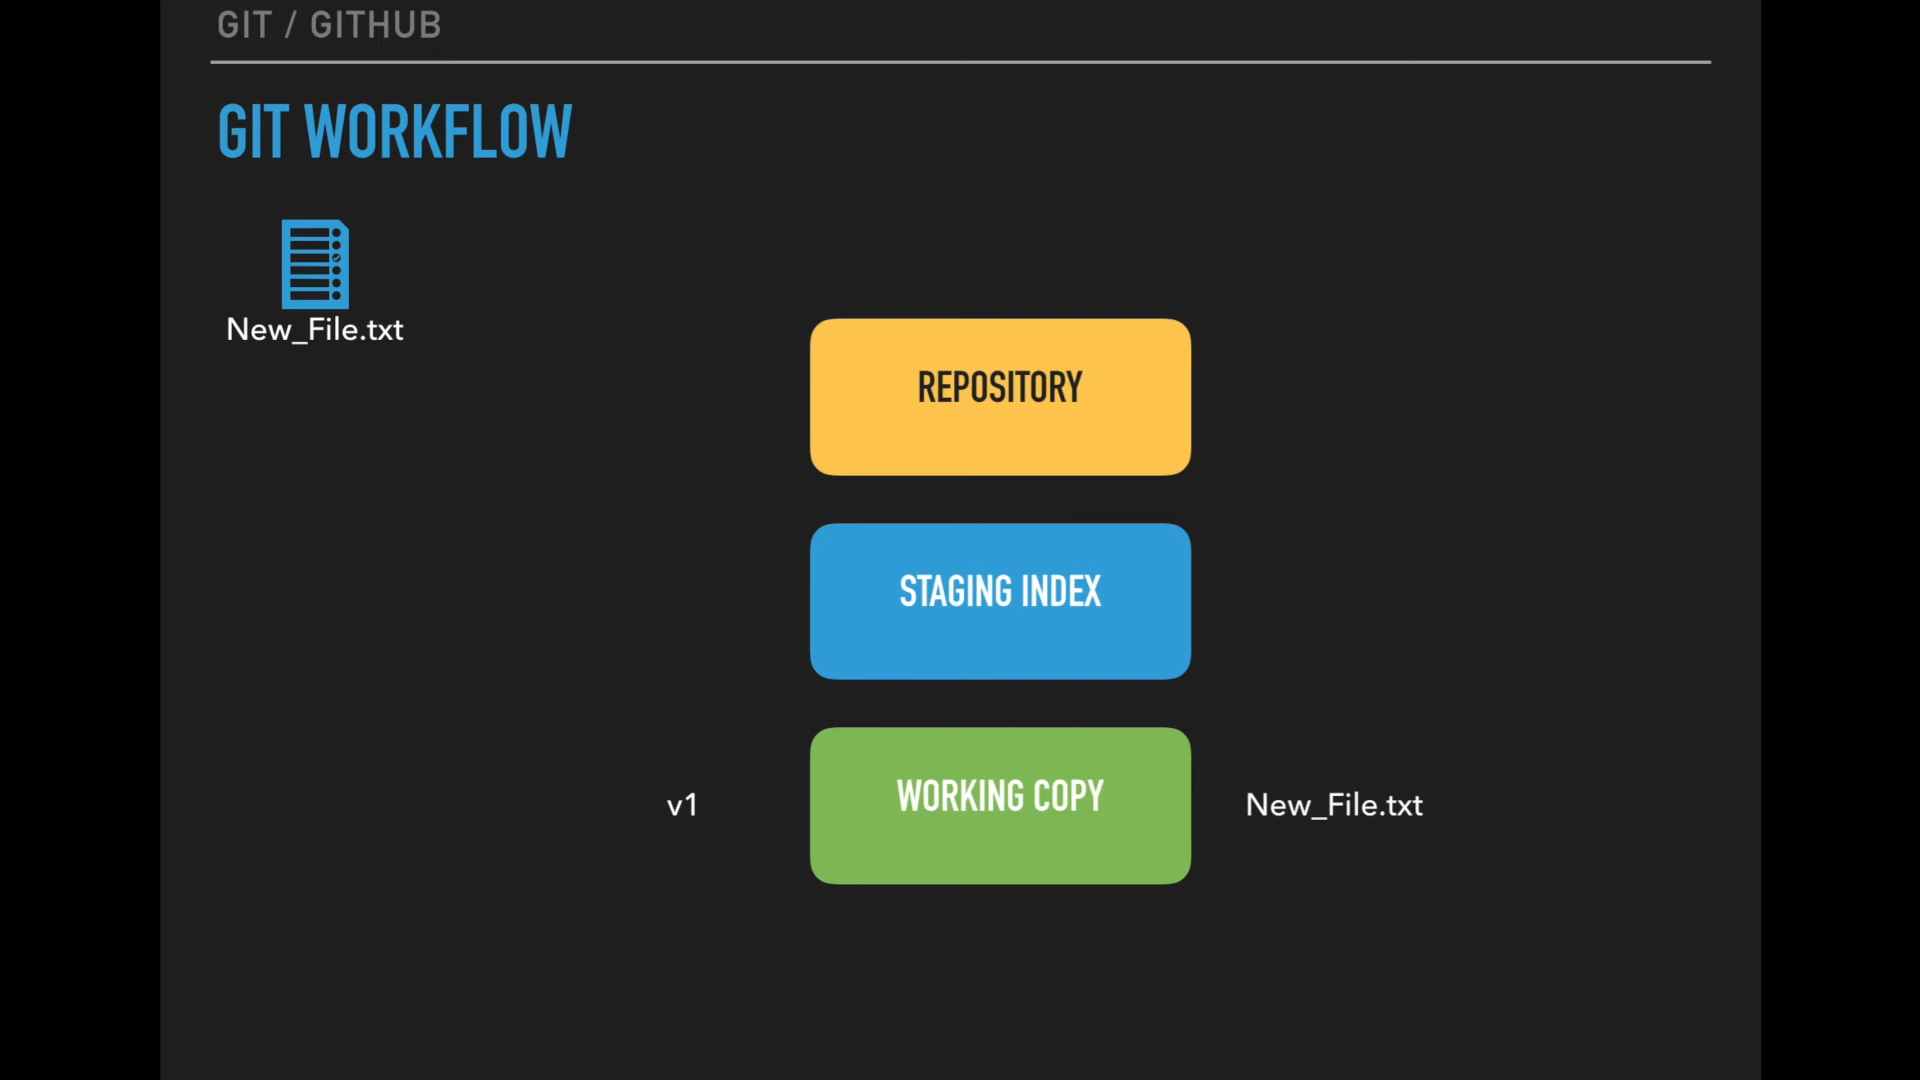 GIT / GITHUB
GIT WORKFLOW
New_File.txt
REPOSITORY
STAGING INDEX
v1
WORKING COPY
New_File.txt